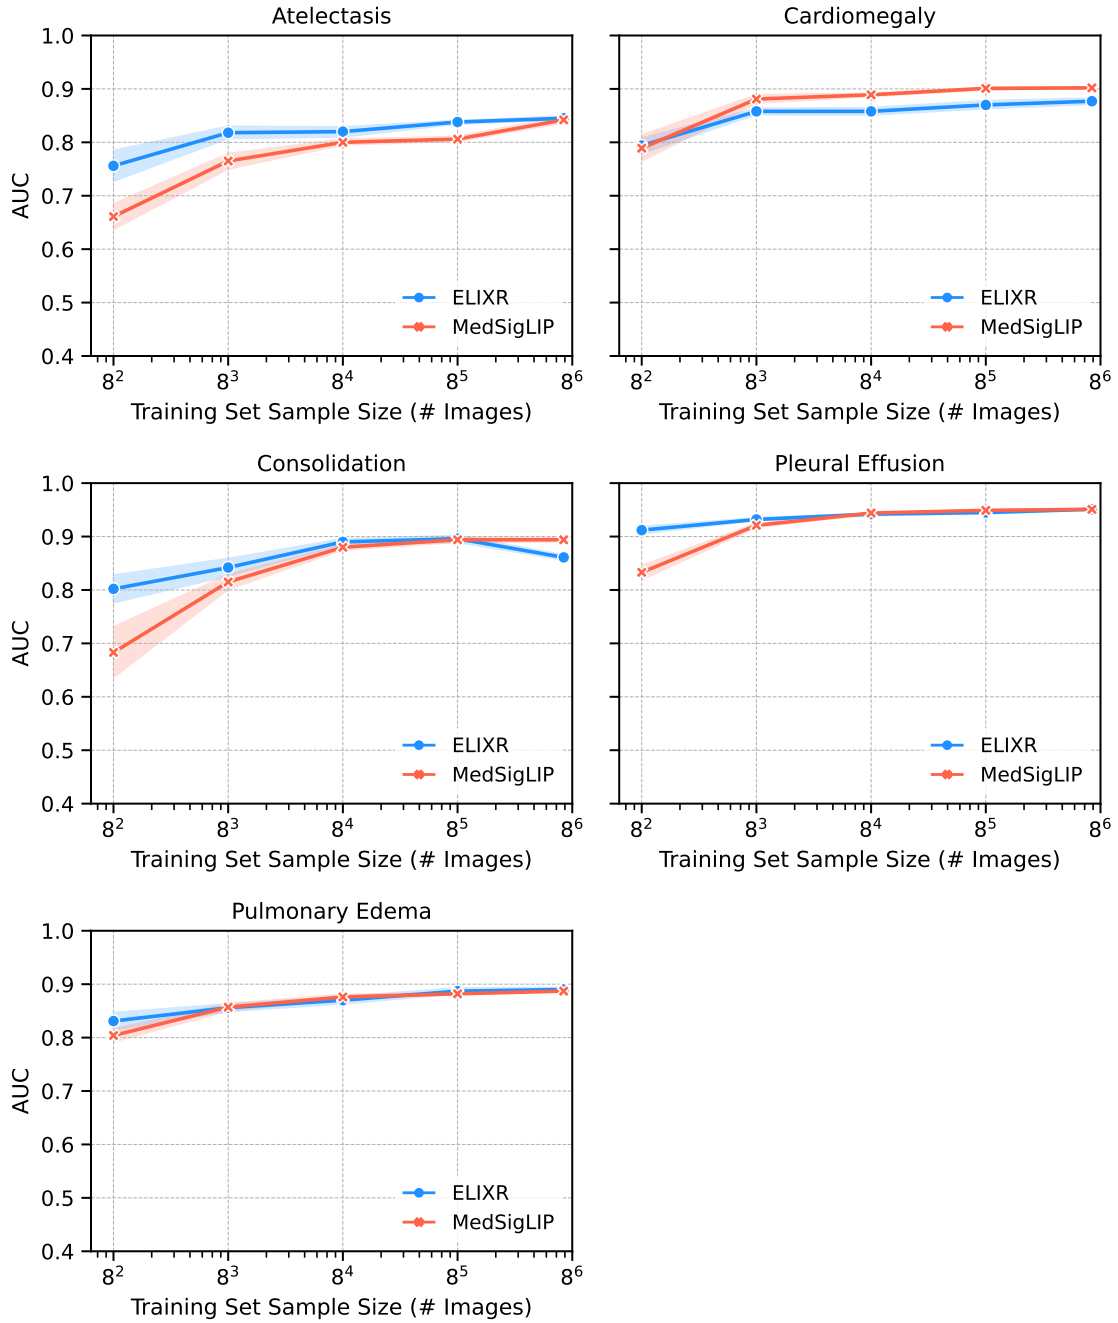 Atelectasis
1.0
0.9
0.8
0.7
0.6
0.5
0.4
AUC
ELIXR
MedSigLIP
8² 8³ 8⁴ 8⁵ 8⁶
Training Set Sample Size (# Images)
Cardiomegaly
ELIXR
MedSigLIP
8² 8³ 8⁴ 8⁵ 8⁶
Training Set Sample Size (# Images)
Consolidation
1.0
0.9
0.8
0.7
0.6
0.5
0.4
AUC
ELIXR
MedSigLIP
8² 8³ 8⁴ 8⁵ 8⁶
Training Set Sample Size (# Images)
Pleural Effusion
ELIXR
MedSigLIP
8² 8³ 8⁴ 8⁵ 8⁶
Training Set Sample Size (# Images)
Pulmonary Edema
1.0
0.9
0.8
0.7
0.6
0.5
0.4
AUC
ELIXR
MedSigLIP
8² 8³ 8⁴ 8⁵ 8⁶
Training Set Sample Size (# Images)